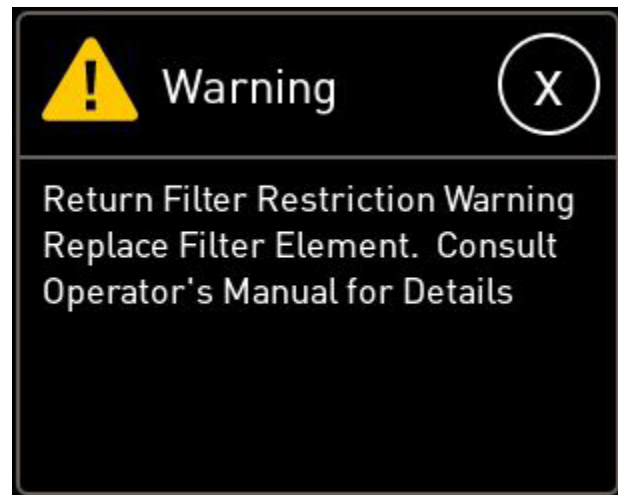 Warning
X
Return Filter Restriction Warning
Replace Filter Element.  Consult
Operator's Manual for Details